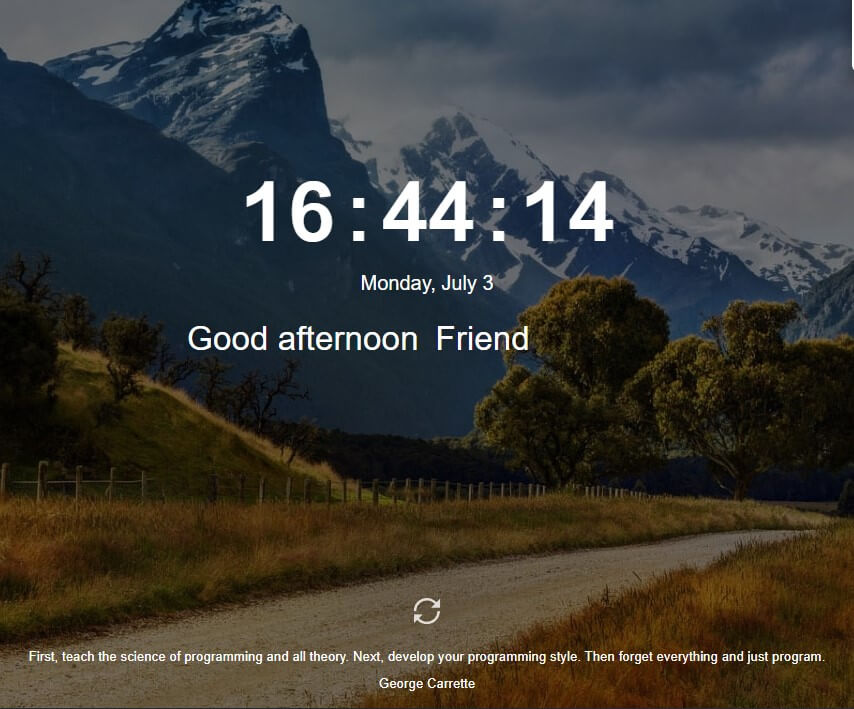 16:44:14
Monday, July 3
Good afternoon Friend
First, teach the science of programming and all theory. Next, develop your programming style. Then forget everything and just program.
George Carrette